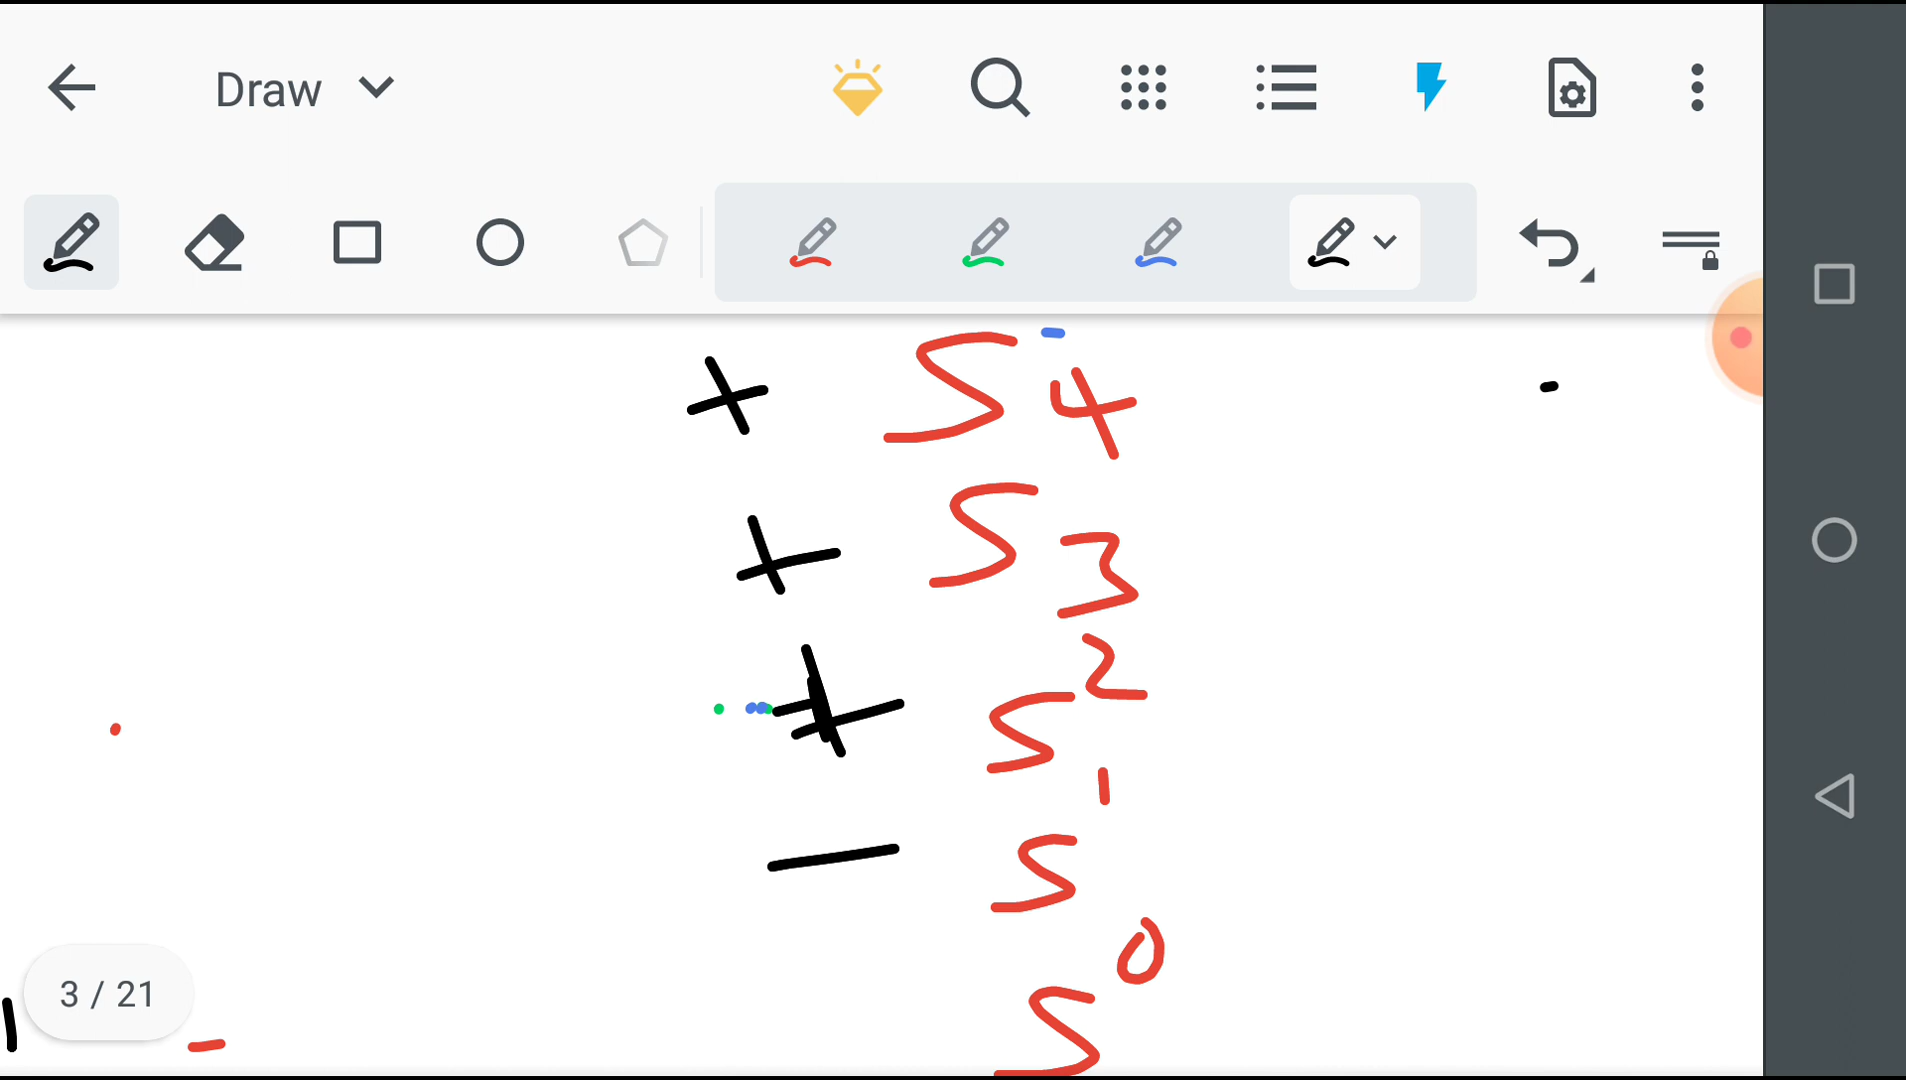 Draw
+ S⁴
+ S³
+ S²
— S¹
S⁰
3 / 21